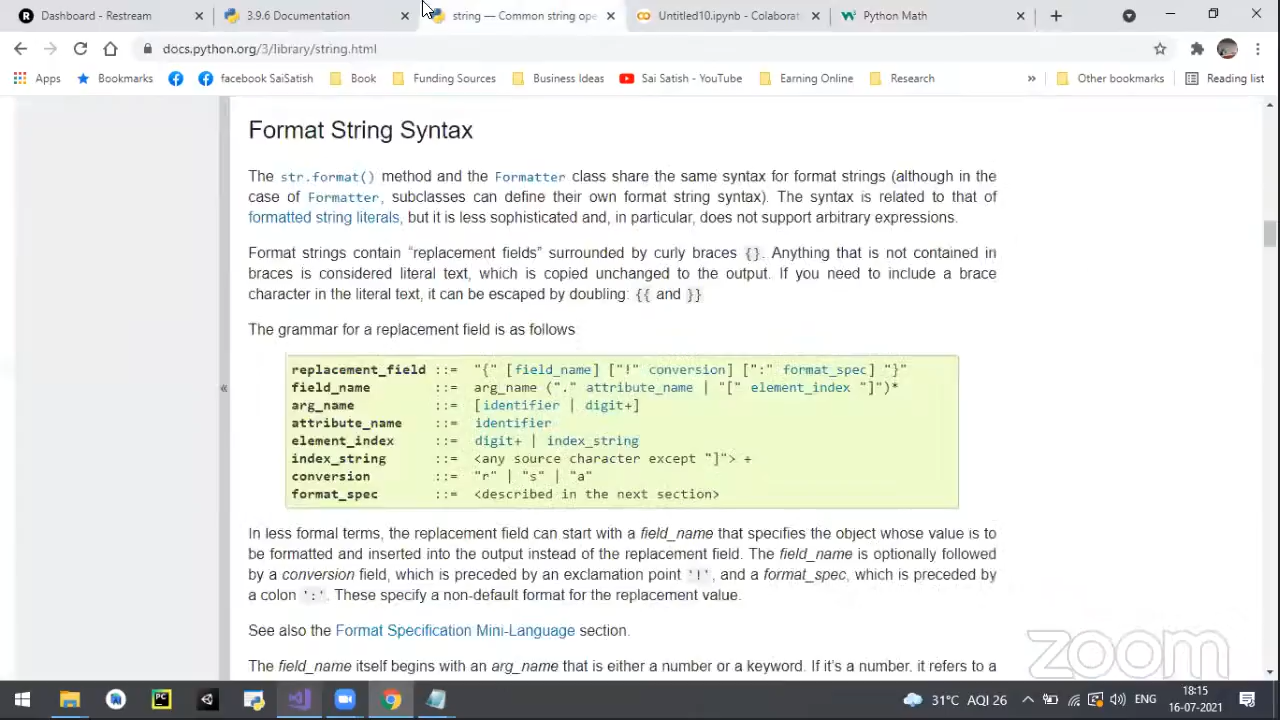 Dashboard - Restream
3.9.6 Documentation
string — Common string ope
Untitled10.ipynb - Colaborat
Python Math
docs.python.org/3/library/string.html
Apps
Bookmarks
facebook SaiSatish
Book
Funding Sources
Business Ideas
Sai Satish - YouTube
Earning Online
Research
»
Other bookmarks
Reading list
Format String Syntax
The str.format() method and the Formatter class share the same syntax for format strings (although in the
case of Formatter, subclasses can define their own format string syntax). The syntax is related to that of
formatted string literals, but it is less sophisticated and, in particular, does not support arbitrary expressions.
Format strings contain “replacement fields” surrounded by curly braces {}. Anything that is not contained in
braces is considered literal text, which is copied unchanged to the output. If you need to include a brace
character in the literal text, it can be escaped by doubling: {{ and }}
The grammar for a replacement field is as follows
replacement_field ::= "{" [field_name] ["!" conversion] [":" format_spec] "}"
field_name ::= arg_name ("." attribute_name | "[" element_index "]")*
arg_name ::= [identifier | digit+]
attribute_name ::= identifier
element_index ::= digit+ | index_string
index_string ::= <any source character except "]"> +
conversion ::= "r" | "s" | "a"
format_spec ::= <described in the next section>
«
In less formal terms, the replacement field can start with a field_name that specifies the object whose value is to
be formatted and inserted into the output instead of the replacement field. The field_name is optionally followed
by a conversion field, which is preceded by an exclamation point '!', and a format_spec, which is preceded by
a colon ':'. These specify a non-default format for the replacement value.
See also the Format Specification Mini-Language section.
The field_name itself begins with an arg_name that is either a number or a keyword. If it's a number, it refers to a
zoom
31°C AQI 26
ENG
18:15
16-07-2021